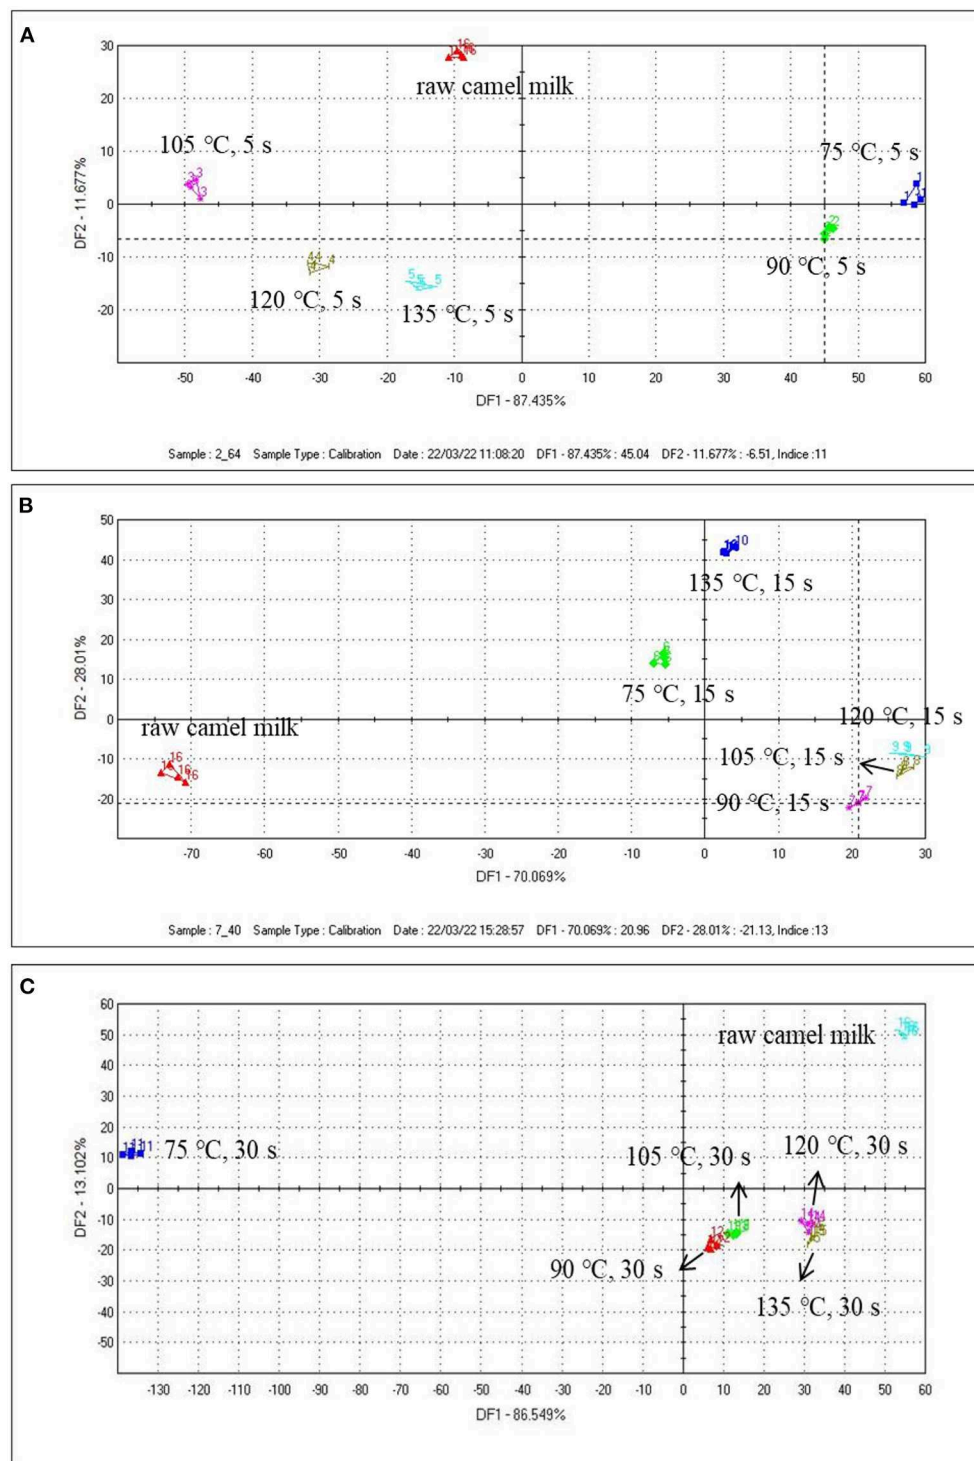 A
30
20
10
0
-10
-20
DF2 - 11.677%
raw camel milk
105 °C, 5 s
75 °C, 5 s
90 °C, 5 s
120 °C, 5 s
135 °C, 5 s
-50 -40 -30 -20 -10 0 10 20 30 40 50 60
DF1 - 87.435%
Sample : 2_64 Sample Type : Calibration Date : 22/03/22 11:08:20 DF1 - 87.435% : 45.04 DF2 - 11.677% : -6.51, Indice :11
B
50
40
30
20
10
0
-10
-20
DF2 - 28.01%
135 °C, 15 s
75 °C, 15 s
raw camel milk
120 °C, 15 s
105 °C, 15 s
90 °C, 15 s
-70 -60 -50 -40 -30 -20 -10 0 10 20 30
DF1 - 70.069%
Sample : 7_40 Sample Type : Calibration Date : 22/03/22 15:28:57 DF1 - 70.069% : 20.96 DF2 - 28.01% : -21.13, Indice :13
C
60
50
40
30
20
10
0
-10
-20
-30
-40
-50
DF2 - 13.102%
raw camel milk
75 °C, 30 s
105 °C, 30 s
120 °C, 30 s
90 °C, 30 s
135 °C, 30 s
-130 -120 -110 -100 -90 -80 -70 -60 -50 -40 -30 -20 -10 0 10 20 30 40 50 60
DF1 - 86.549%